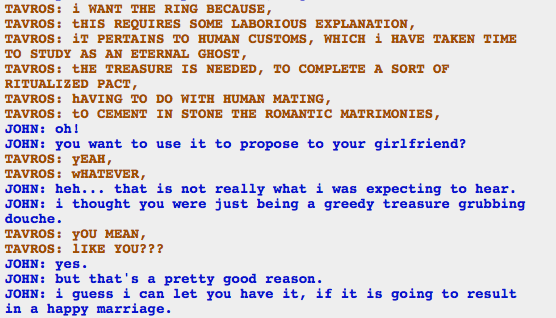 TAVROS: i WANT THE RING BECAUSE,
TAVROS: tHIS REQUIRES SOME LABORIOUS EXPLANATION,
TAVROS: iT PERTAINS TO HUMAN CUSTOMS, WHICH i HAVE TAKEN TIME
TO STUDY AS AN ETERNAL GHOST,
TAVROS: tHE TREASURE IS NEEDED, TO COMPLETE A SORT OF
RITUALIZED PACT,
TAVROS: hAVING TO DO WITH HUMAN MATING,
TAVROS: tO CEMENT IN STONE THE ROMANTIC MATRIMONIES,
JOHN: oh!
JOHN: you want to use it to propose to your girlfriend?
TAVROS: yEAH,
TAVROS: wHATEVER,
JOHN: heh... that is not really what i was expecting to hear.
JOHN: i thought you were just being a greedy treasure grubbing
douche.
TAVROS: yOU MEAN,
TAVROS: lIKE YOU???
JOHN: yes.
JOHN: but that's a pretty good reason.
JOHN: i guess i can let you have it, if it is going to result
in a happy marriage.